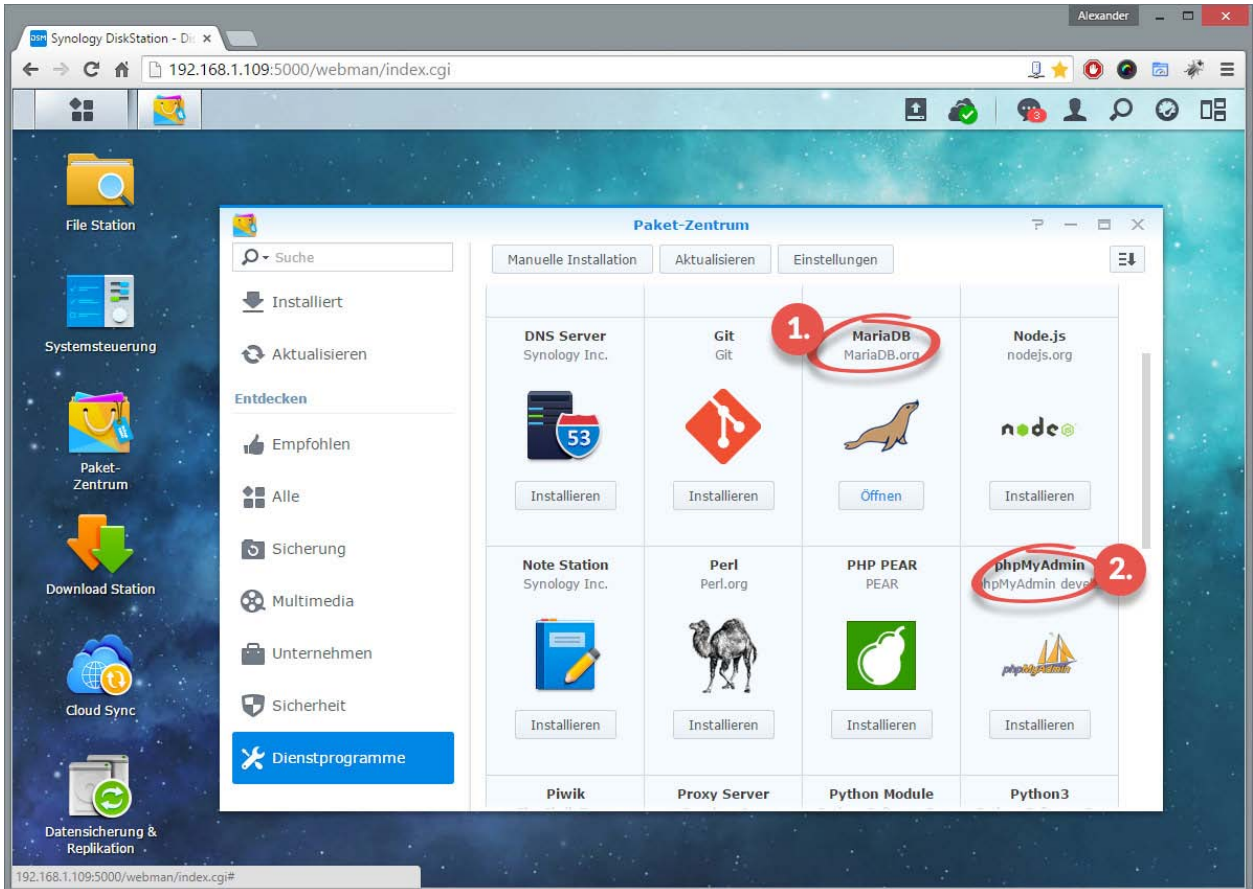 Alexander
Synology DiskStation - Di
192.168.1.109:5000/webman/index.cgi
3
File Station
Systemsteuerung
Paket-
Zentrum
Download Station
Cloud Sync
Datensicherung &
Replikation
Paket-Zentrum
Suche
Installiert
Aktualisieren
Entdecken
Empfohlen
Alle
Sicherung
Multimedia
Unternehmen
Sicherheit
Dienstprogramme
Manuelle Installation
Aktualisieren
Einstellungen
DNS Server
Synology Inc.
53
Installieren
Git
Git
Installieren
1.
MariaDB
MariaDB.org
Öffnen
Node.js
nodejs.org
node
Installieren
Note Station
Synology Inc.
Installieren
Perl
Perl.org
Installieren
PHP PEAR
PEAR
Installieren
2.
phpMyAdmin
phpMyAdmin devel
phpMyAdmin
Installieren
Piwik
Proxy Server
Python Module
Python3
192.168.1.109:5000/webman/index.cgi#